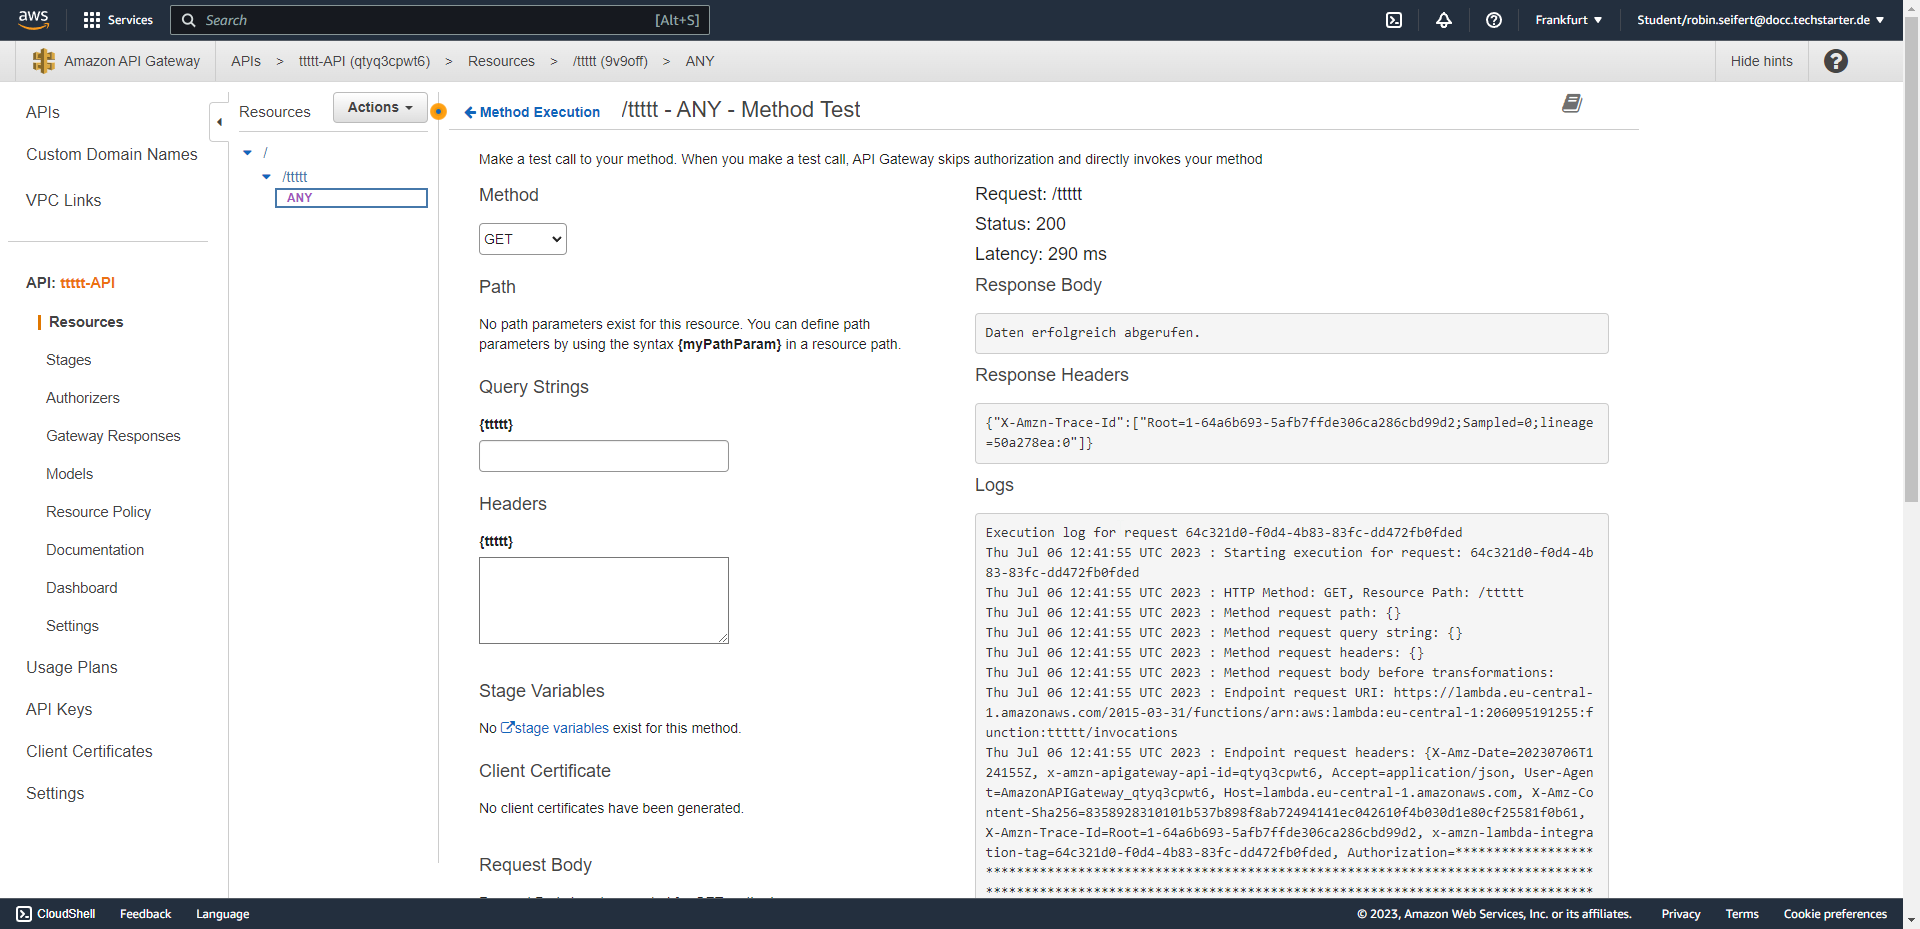 aws
Services
Search
[Alt+S]
Frankfurt
Student/robin.seifert@docc.techstarter.de
Amazon API Gateway
APIs > ttttt-API (qtyq3cpwt6) > Resources > /ttttt (9v9off) > ANY
Hide hints
APIs
Custom Domain Names
VPC Links
API: ttttt-API
Resources
Stages
Authorizers
Gateway Responses
Models
Resource Policy
Documentation
Dashboard
Settings
Usage Plans
API Keys
Client Certificates
Settings
Resources
Actions
/
/ttttt
ANY
Method Execution
/ttttt - ANY - Method Test
Make a test call to your method. When you make a test call, API Gateway skips authorization and directly invokes your method
Method
GET
Path
No path parameters exist for this resource. You can define path
parameters by using the syntax {myPathParam} in a resource path.
Query Strings
{ttttt}
Headers
{ttttt}
Stage Variables
No stage variables exist for this method.
Client Certificate
No client certificates have been generated.
Request Body
Request: /ttttt
Status: 200
Latency: 290 ms
Response Body
Daten erfolgreich abgerufen.
Response Headers
{"X-Amzn-Trace-Id":["Root=1-64a6b693-5afb7ffde306ca286cbd99d2;Sampled=0;lineage
=50a278ea:0"]}
Logs
Execution log for request 64c321d0-f0d4-4b83-83fc-dd472fb0fded
Thu Jul 06 12:41:55 UTC 2023 : Starting execution for request: 64c321d0-f0d4-4b
83-83fc-dd472fb0fded
Thu Jul 06 12:41:55 UTC 2023 : HTTP Method: GET, Resource Path: /ttttt
Thu Jul 06 12:41:55 UTC 2023 : Method request path: {}
Thu Jul 06 12:41:55 UTC 2023 : Method request query string: {}
Thu Jul 06 12:41:55 UTC 2023 : Method request headers: {}
Thu Jul 06 12:41:55 UTC 2023 : Method request body before transformations:
Thu Jul 06 12:41:55 UTC 2023 : Endpoint request URI: https://lambda.eu-central-
1.amazonaws.com/2015-03-31/functions/arn:aws:lambda:eu-central-1:206095191255:f
unction:ttttt/invocations
Thu Jul 06 12:41:55 UTC 2023 : Endpoint request headers: {X-Amz-Date=20230706T1
24155Z, x-amzn-apigateway-api-id=qtyq3cpwt6, Accept=application/json, User-Agen
t=AmazonAPIGateway_qtyq3cpwt6, Host=lambda.eu-central-1.amazonaws.com, X-Amz-Co
ntent-Sha256=8358928310101b537b898f8ab72494141ec042610f4b030d1e80cf25581f0b61,
X-Amzn-Trace-Id=Root=1-64a6b693-5afb7ffde306ca286cbd99d2, x-amzn-lambda-integra
tion-tag=64c321d0-f0d4-4b83-83fc-dd472fb0fded, Authorization=******************
*******************************************************************************
*******************************************************************************
CloudShell
Feedback
Language
© 2023, Amazon Web Services, Inc. or its affiliates.
Privacy
Terms
Cookie preferences